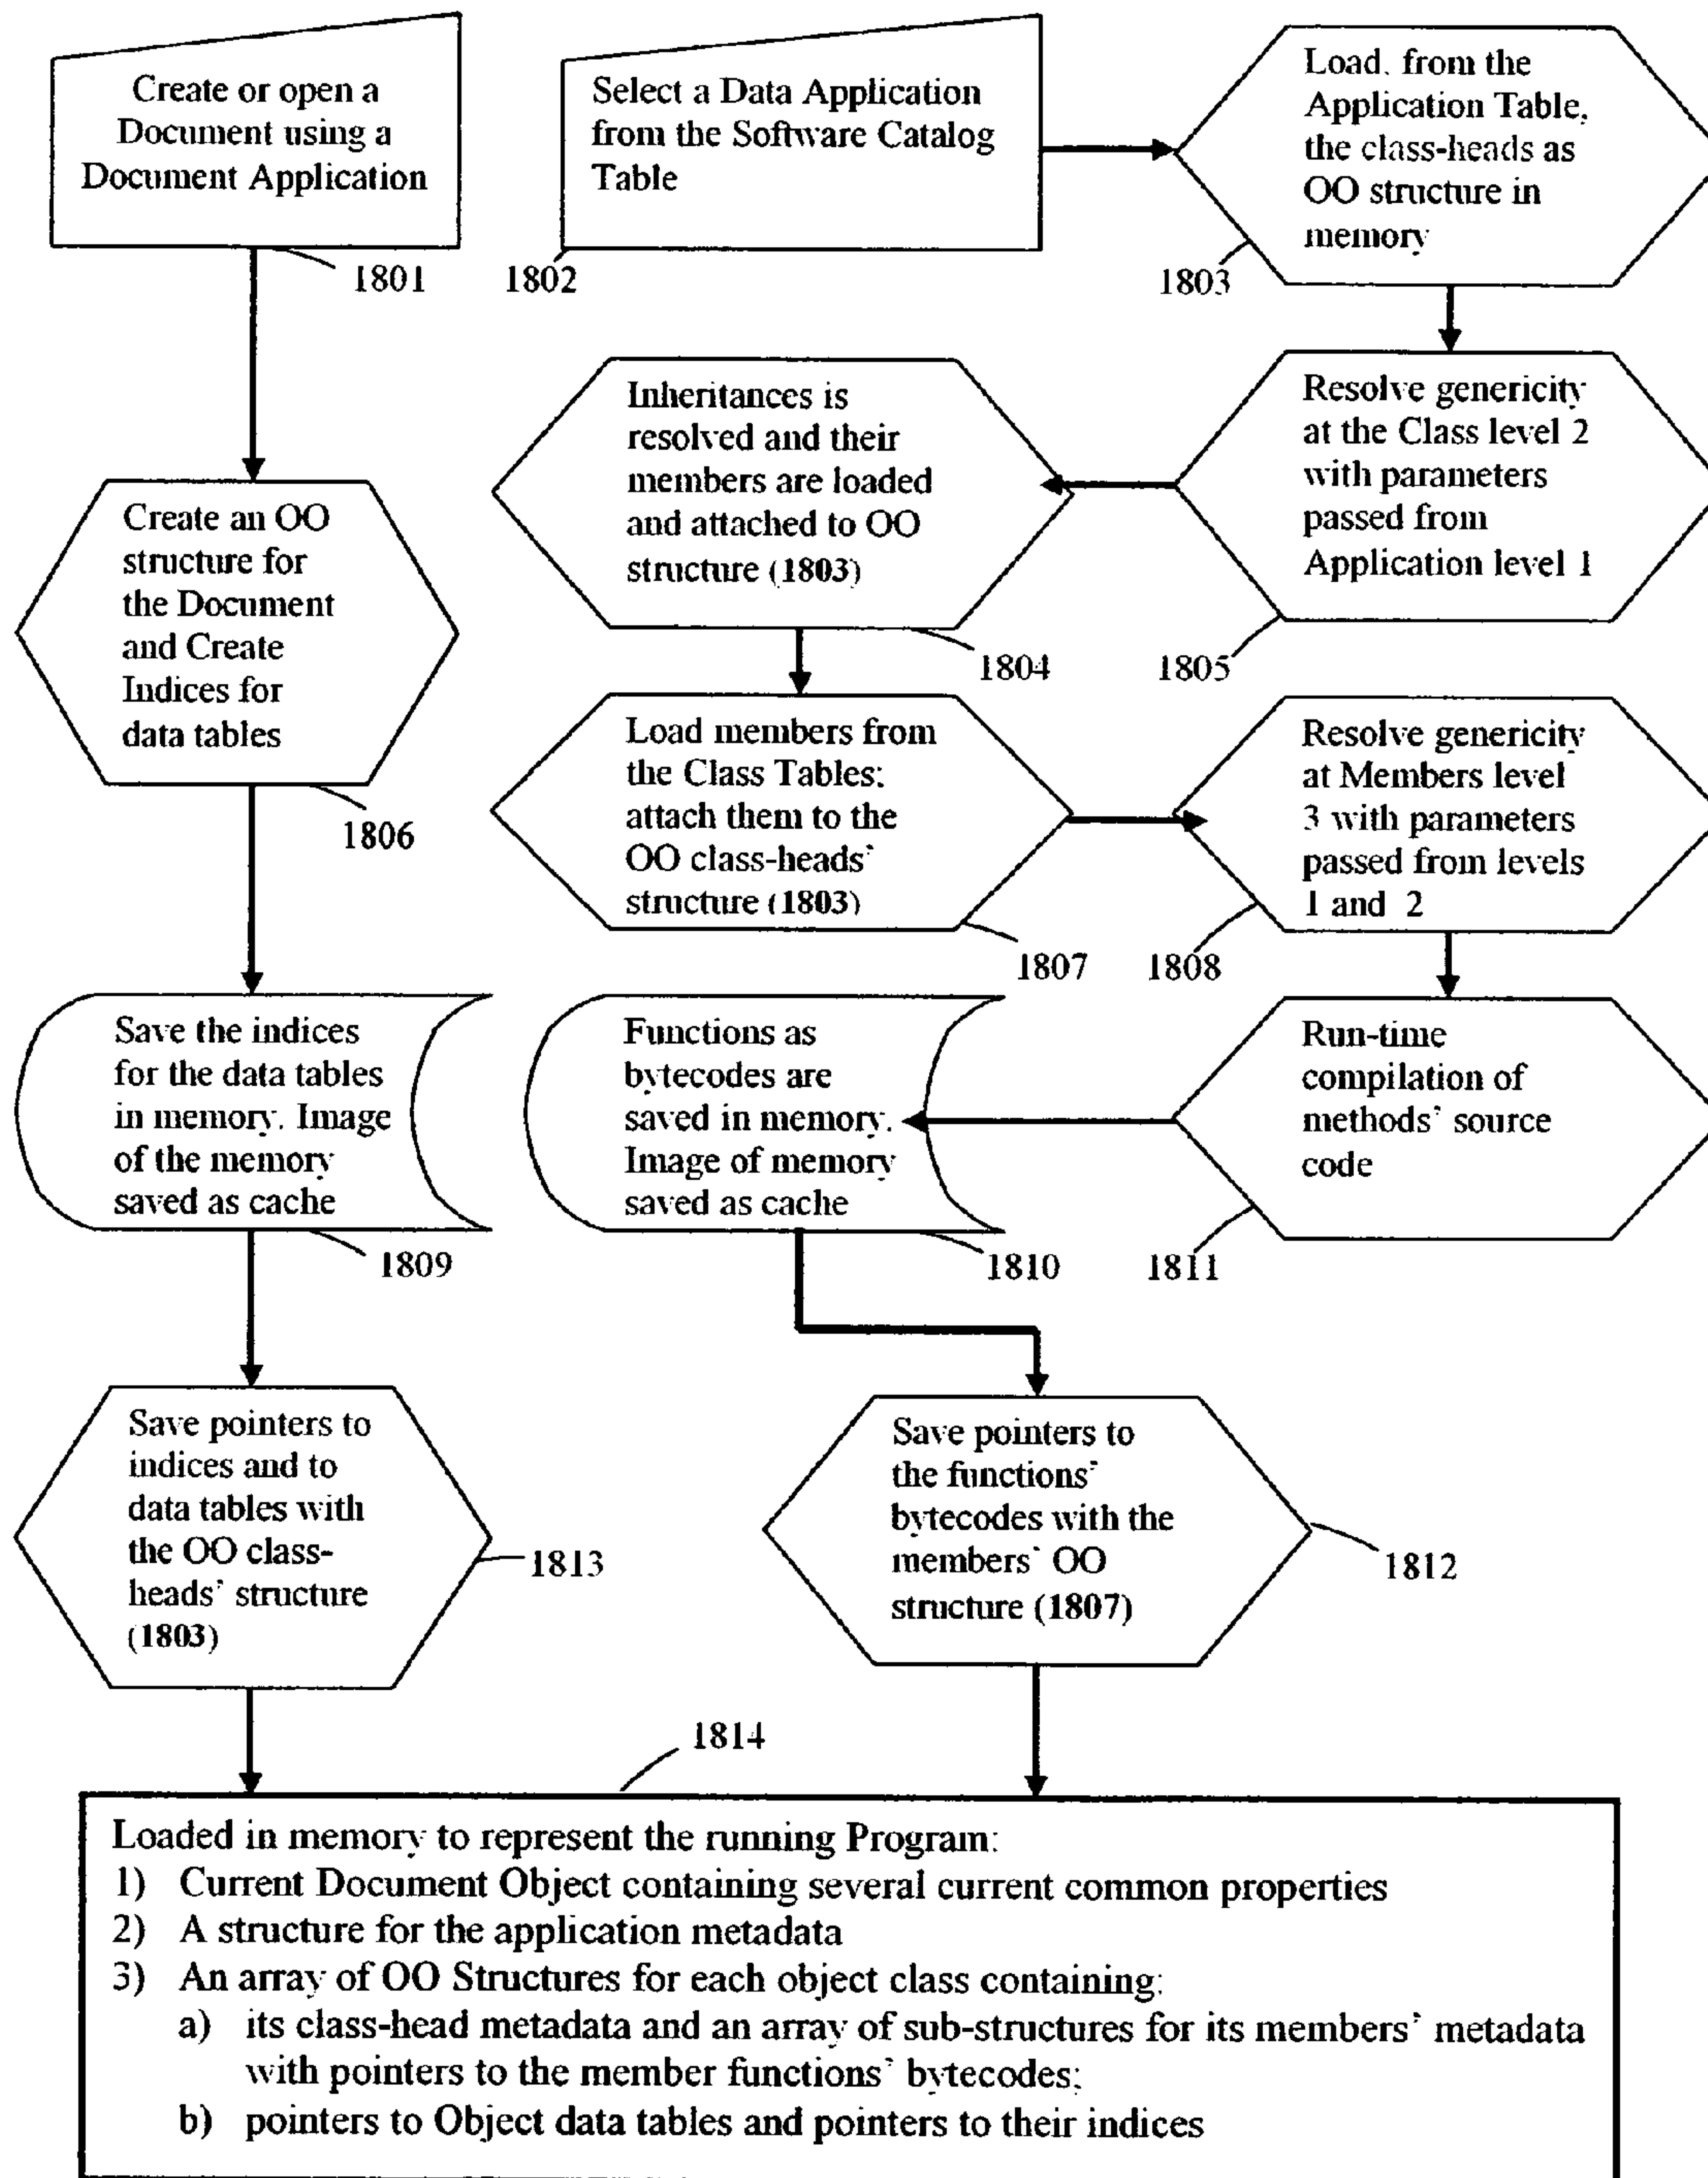 Create or open a
Document using a
Document Application
1801
Select a Data Application
from the Software Catalog
Table
1802
Load, from the
Application Table,
the class-heads as
OO structure in
memory
1803
Inheritances is
resolved and their
members are loaded
and attached to OO
structure (1803)
1804
Resolve genericity
at the Class level 2
with parameters
passed from
Application level 1
1805
Create an OO
structure for
the Document
and Create
Indices for
data tables
1806
Load members from
the Class Tables;
attach them to the
OO class-heads'
structure (1803)
1807
Resolve genericity
at Members level
3 with parameters
passed from levels
1 and 2
1808
Save the indices
for the data tables
in memory. Image
of the memory
saved as cache
1809
Functions as
bytecodes are
saved in memory.
Image of memory
saved as cache
1810
Run-time
compilation of
methods' source
code
1811
Save pointers to
indices and to
data tables with
the OO class-
heads' structure
(1803)
1813
Save pointers to
the functions'
bytecodes with the
members' OO
structure (1807)
1812
1814
Loaded in memory to represent the running Program:
1) Current Document Object containing several current common properties
2) A structure for the application metadata
3) An array of OO Structures for each object class containing:
a) its class-head metadata and an array of sub-structures for its members' metadata
with pointers to the member functions' bytecodes;
b) pointers to Object data tables and pointers to their indices